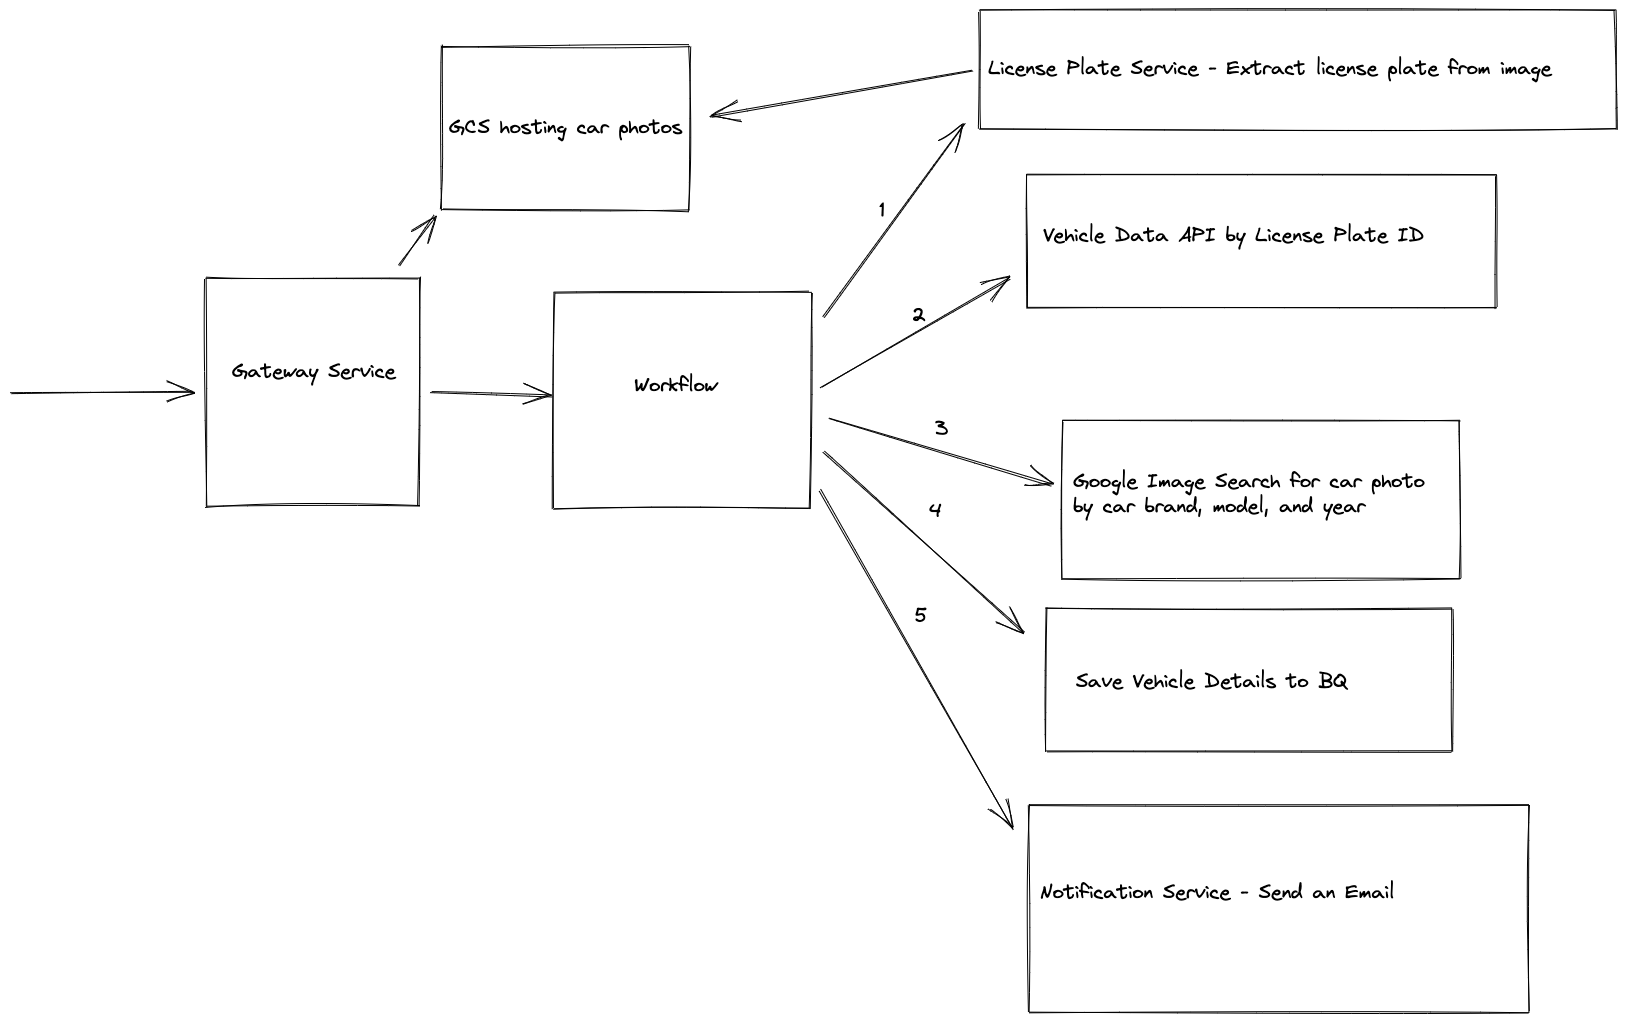 License Plate Service - Extract license plate from image
GCS hosting car photos
1
Vehicle Data API by License Plate ID
2
Gateway Service
Workflow
3
Google Image Search for car photo
by car brand, model, and year
4
5
Save Vehicle Details to BQ
Notification Service - Send an Email